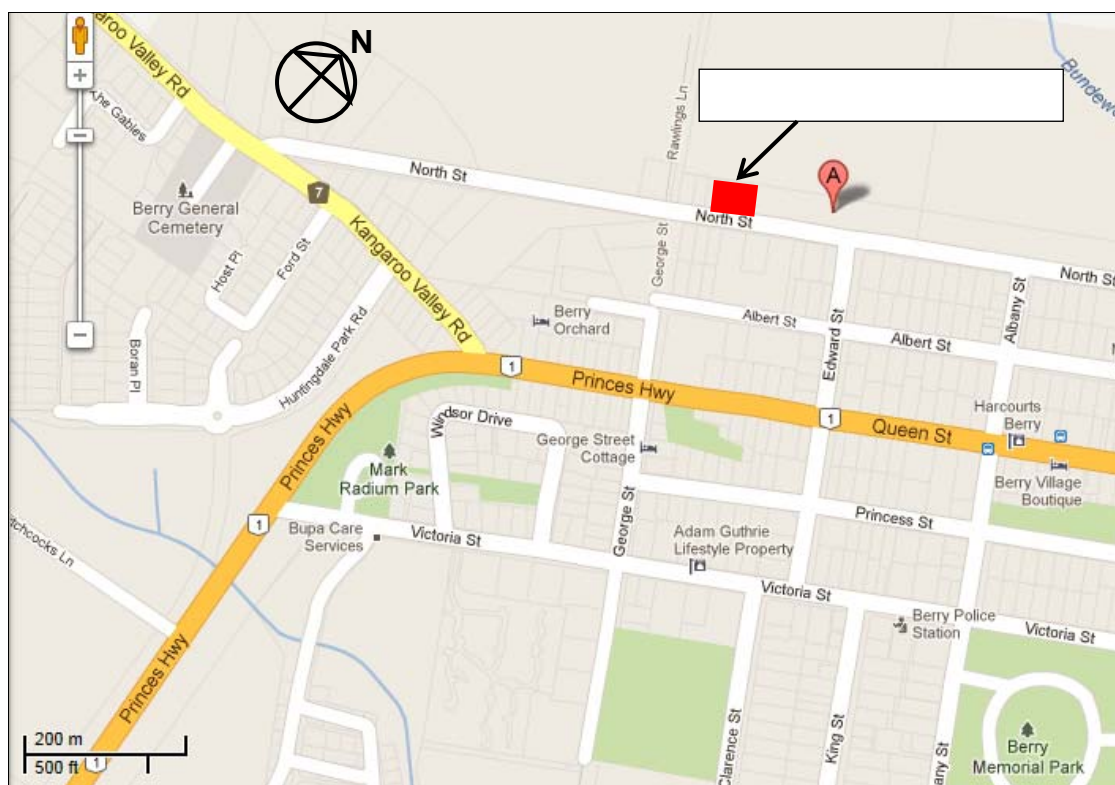 N
Kangaroo Valley Rd
The Gables
Rawlings Ln
North St
7
Berry General
Cemetery
North St
George St
North St
Host Pl
Ford St
Kangaroo Valley Rd
A
Albany St
Berry
Orchard
Albert St
Albert St
Edward St
Boran Pl
Huntingdale Park Rd
1
Princes Hwy
1
Queen St
Harcourts
Berry
Windsor Drive
George Street
Cottage
Princes Hwy
Mark
Radium Park
Berry Village
Boutique
1
Bupa Care
Services
Victoria St
George St
Princess St
Adam Guthrie
Lifestyle Property
Victoria St
Berry Police
Station
Victoria St
Princes Hwy
Clarence St
King St
Berry
Memorial Park
200 m
500 ft
1